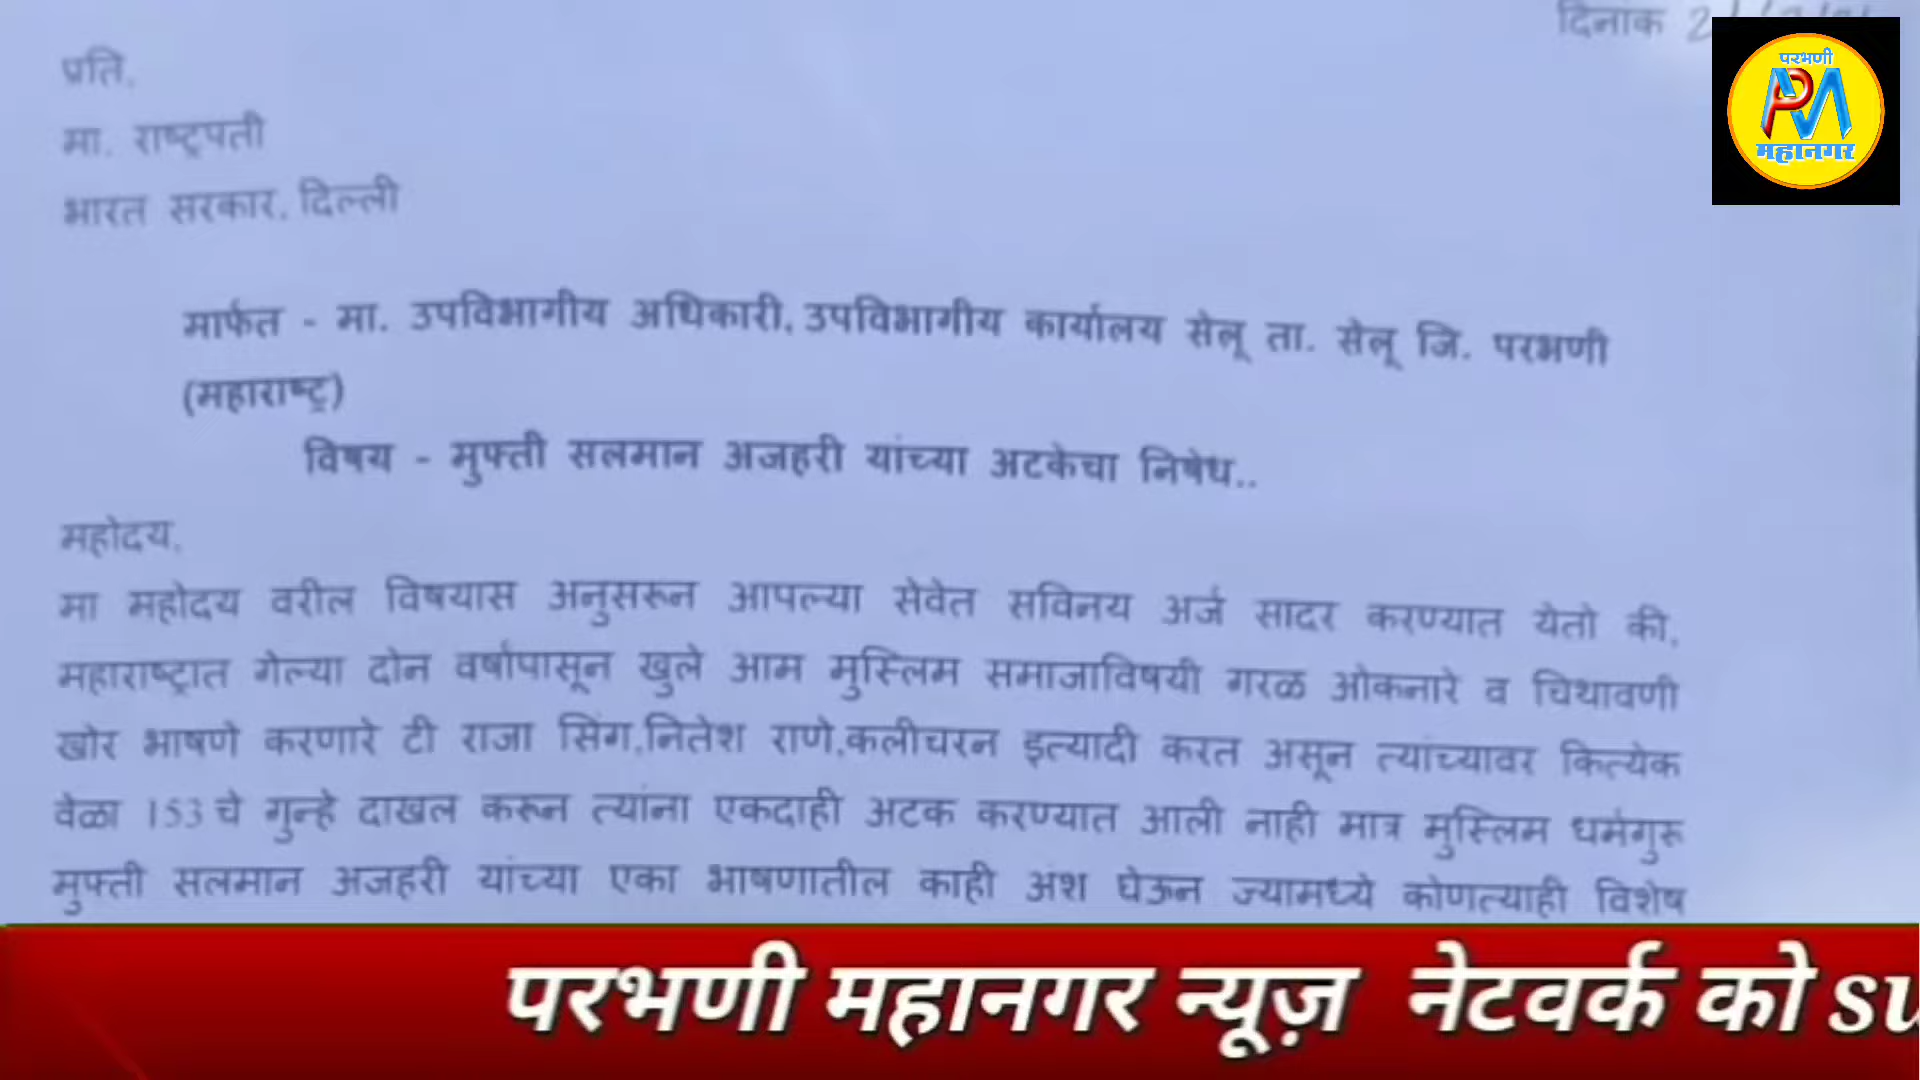 दिनांक
परभणी
PM
महानगर
प्रति,
मा. राष्ट्रपती
भारत सरकार, दिल्ली
मार्फत - मा. उपविभागीय अधिकारी, उपविभागीय कार्यालय सेलू ता. सेलू जि. परभणी
(महाराष्ट्र)
विषय - मुफ्ती सलमान अजहरी यांच्या अटकेचा निषेध..
महोदय,
मा महोदय वरील विषयास अनुसरून आपल्या सेवेत सविनय अर्ज सादर करण्यात येतो की,
महाराष्ट्रात गेल्या दोन वर्षापासून खुले आम मुस्लिम समाजाविषयी गरळ ओकनारे व चिथावणी
खोर भाषणे करणारे टी राजा सिंग,नितेश राणे,कलीचरन इत्यादी करत असून त्यांच्यावर कित्येक
वेळा 153 चे गुन्हे दाखल करून त्यांना एकदाही अटक करण्यात आली नाही मात्र मुस्लिम धर्मगुरू
मुफ्ती सलमान अजहरी यांच्या एका भाषणातील काही अंश घेऊन ज्यामध्ये कोणत्याही विशेष
परभणी महानगर न्यूज़ नेटवर्क को su